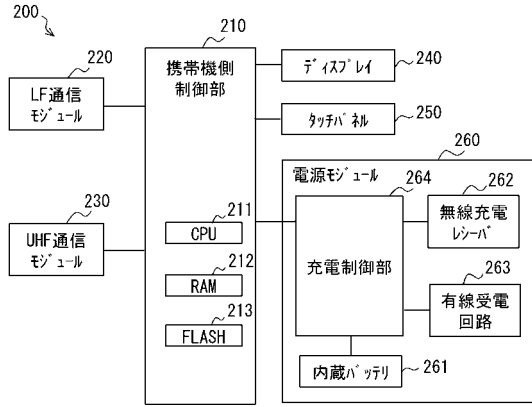 200
210
220
LF通信
ﾓｼﾞｭｰﾙ
230
UHF通信
ﾓｼﾞｭｰﾙ
携帯機側
制御部
211
CPU
212
RAM
213
FLASH
ﾃﾞｨｽﾌﾟﾚｲ
240
ﾀｯﾁﾊﾟﾈﾙ
250
260
電源ﾓｼﾞｭｰﾙ
264
充電制御部
262
無線充電
ﾚｼｰﾊﾞ
263
有線受電
回路
内蔵ﾊﾞｯﾃﾘ
261